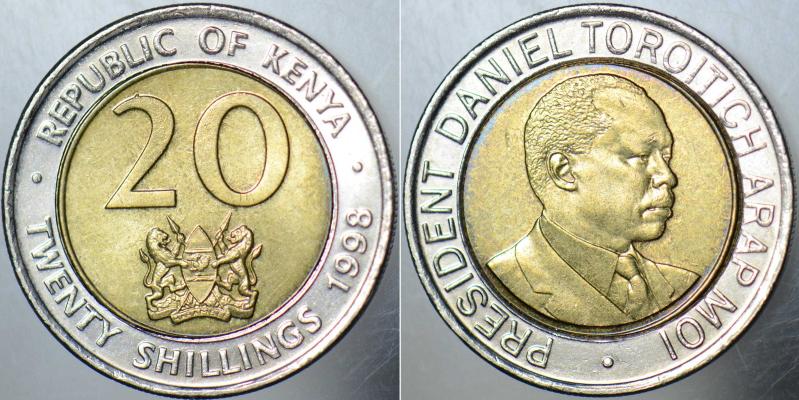 REPUBLIC OF KENYA
20
TWENTY SHILLINGS 1998
PRESIDENT DANIEL TOROITICH ARAP MOI